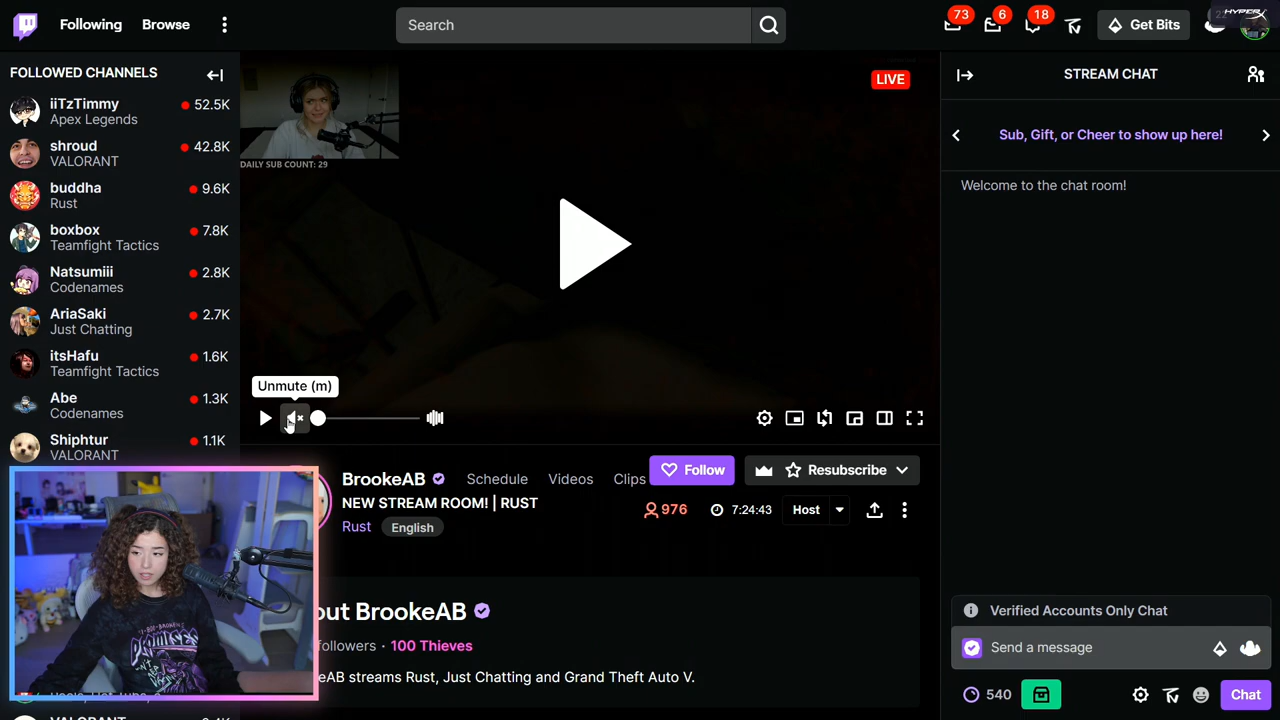 Following
Browse
Search
73
6
18
Get Bits
HYPERX
FOLLOWED CHANNELS
iiTzTimmy
52.5K
Apex Legends
shroud
42.8K
VALORANT
buddha
9.6K
Rust
boxbox
7.8K
Teamfight Tactics
Natsumiii
2.8K
Codenames
AriaSaki
2.7K
Just Chatting
itsHafu
1.6K
Teamfight Tactics
Abe
1.3K
Codenames
Shiphtur
1.1K
VALORANT
LIVE
DAILY SUB COUNT: 29
Unmute (m)
BrookeAB
Schedule
Videos
Clips
Follow
Resubscribe
NEW STREAM ROOM! | RUST
976
7:24:43
Host
Rust
English
out BrookeAB
followers · 100 Thieves
eAB streams Rust, Just Chatting and Grand Theft Auto V.
PROMISES
STREAM CHAT
Sub, Gift, or Cheer to show up here!
Welcome to the chat room!
Verified Accounts Only Chat
Send a message
540
Chat